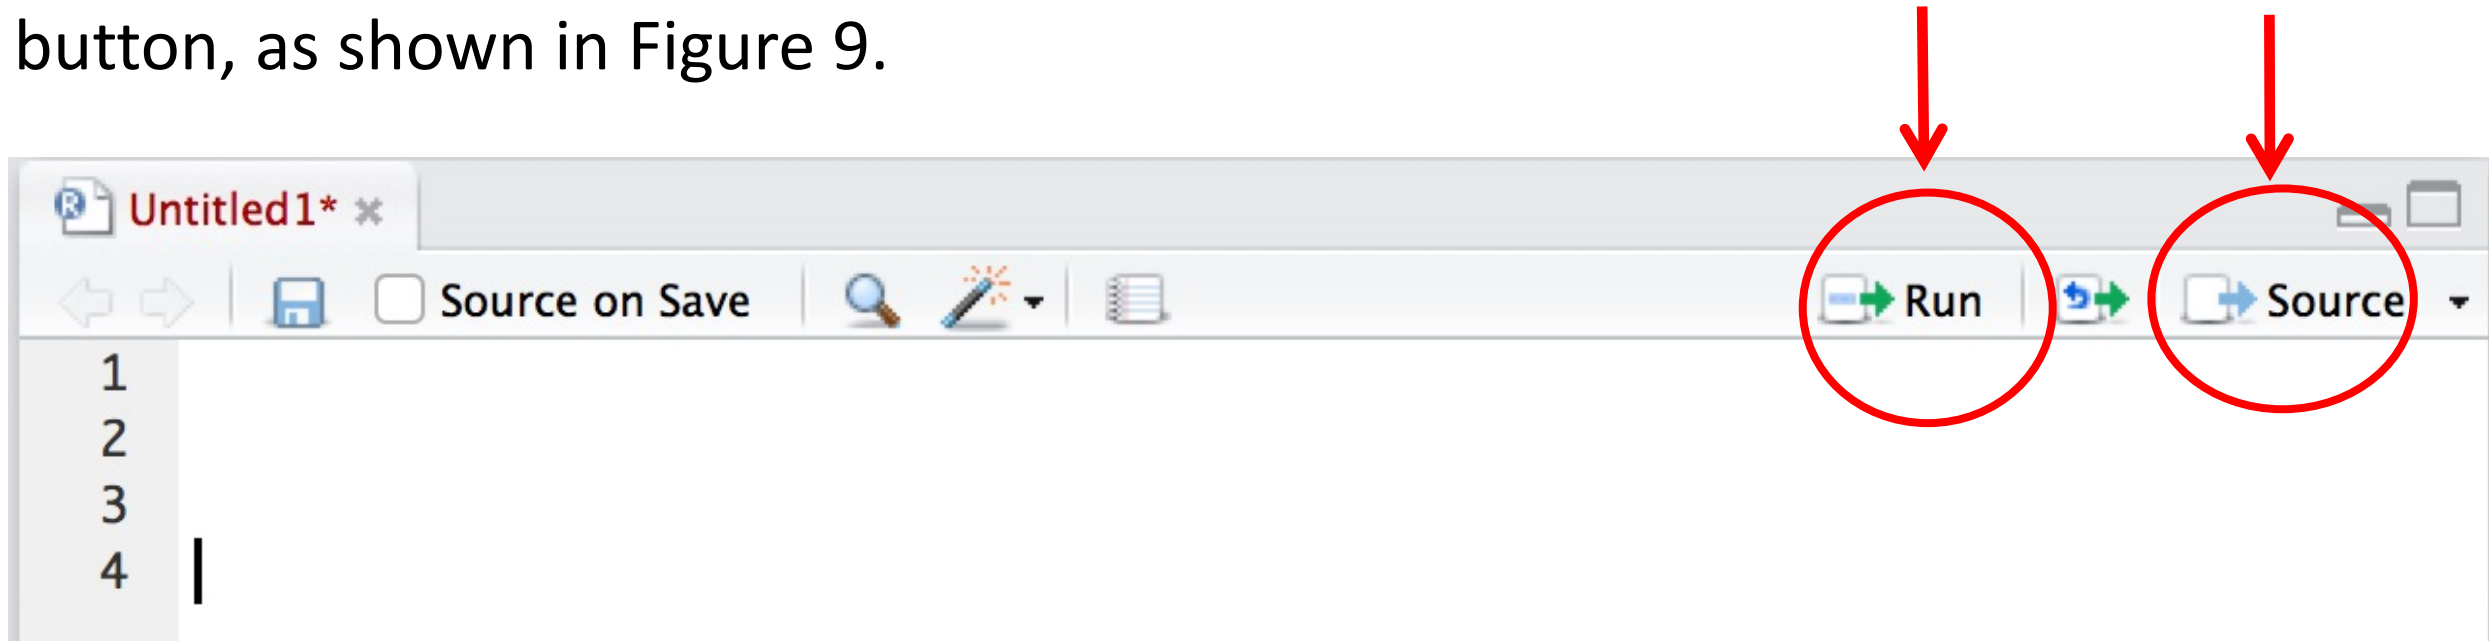 button, as shown in Figure 9.
R Untitled1*
Source on Save Run Source
1
2
3
4